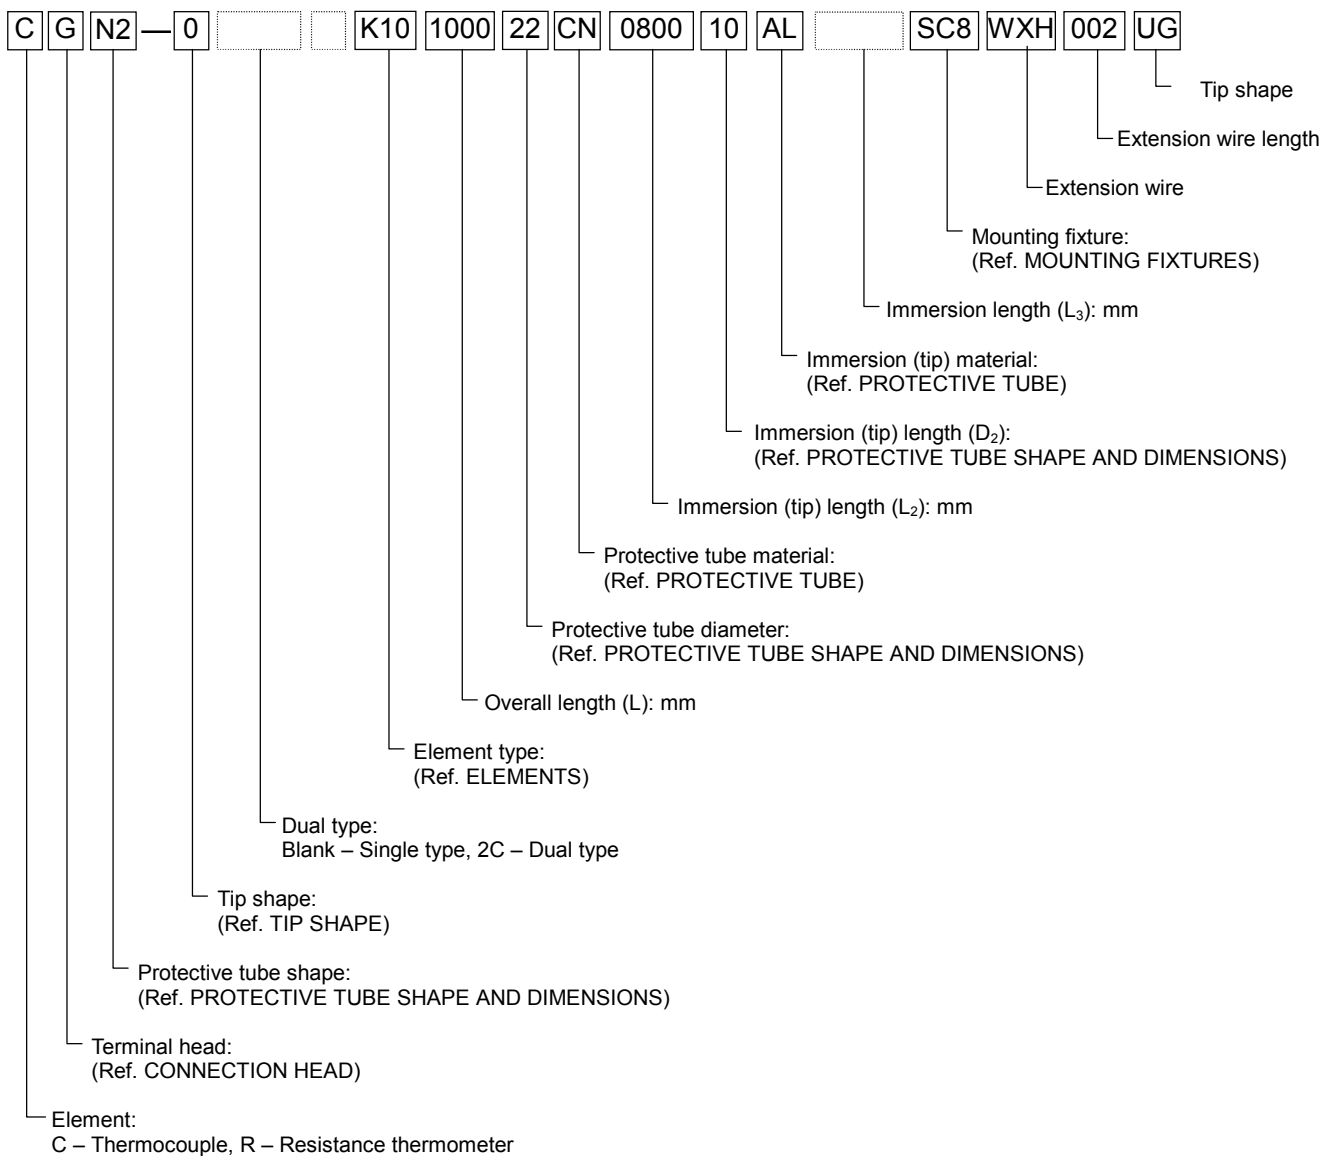 C G N2 — 0 K10 1000 22 CN 0800 10 AL SC8 WXH 002 UG
Tip shape
Extension wire length
Extension wire
Mounting fixture:
(Ref. MOUNTING FIXTURES)
Immersion length (L₃): mm
Immersion (tip) material:
(Ref. PROTECTIVE TUBE)
Immersion (tip) length (D₂):
(Ref. PROTECTIVE TUBE SHAPE AND DIMENSIONS)
Immersion (tip) length (L₂): mm
Protective tube material:
(Ref. PROTECTIVE TUBE)
Protective tube diameter:
(Ref. PROTECTIVE TUBE SHAPE AND DIMENSIONS)
Overall length (L): mm
Element type:
(Ref. ELEMENTS)
Dual type:
Blank – Single type, 2C – Dual type
Tip shape:
(Ref. TIP SHAPE)
Protective tube shape:
(Ref. PROTECTIVE TUBE SHAPE AND DIMENSIONS)
Terminal head:
(Ref. CONNECTION HEAD)
Element:
C – Thermocouple, R – Resistance thermometer